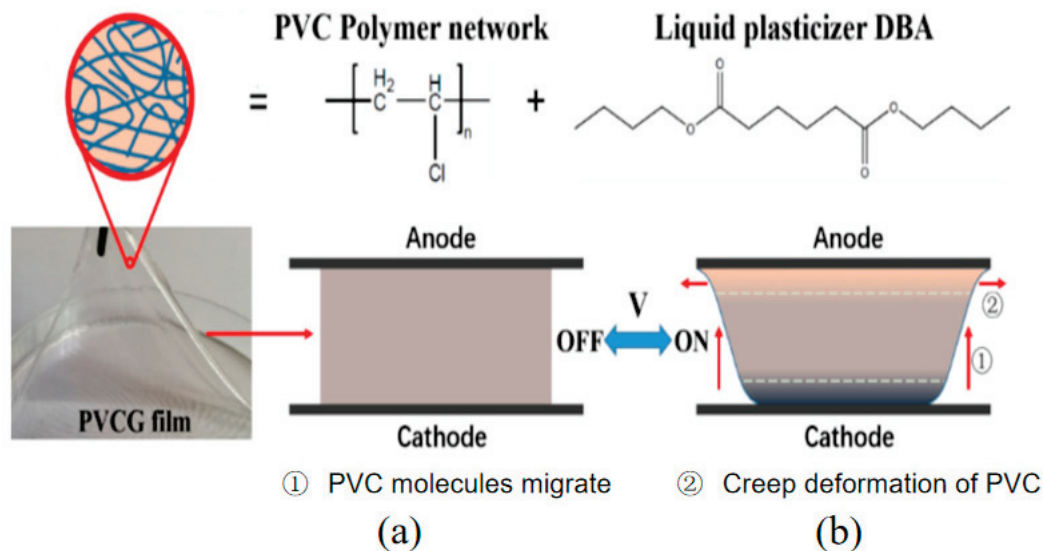 PVC Polymer network
Liquid plasticizer DBA
=
H₂
C
H
C
n
Cl
+
O
O
O
O
Anode
Anode
V
OFF
ON
②
①
PVCG film
Cathode
Cathode
① PVC molecules migrate
② Creep deformation of PVC
(a)
(b)